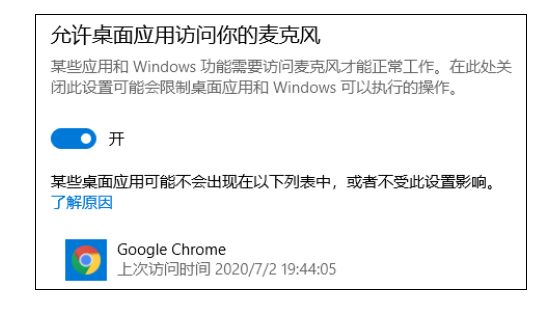 允许桌面应用访问你的麦克风
某些应用和 Windows 功能需要访问麦克风才能正常工作。在此处关
闭此设置可能会限制桌面应用和 Windows 可以执行的操作。
开
某些桌面应用可能不会出现在以下列表中，或者不受此设置影响。
了解原因
Google Chrome
上次访问时间 2020/7/2 19:44:05